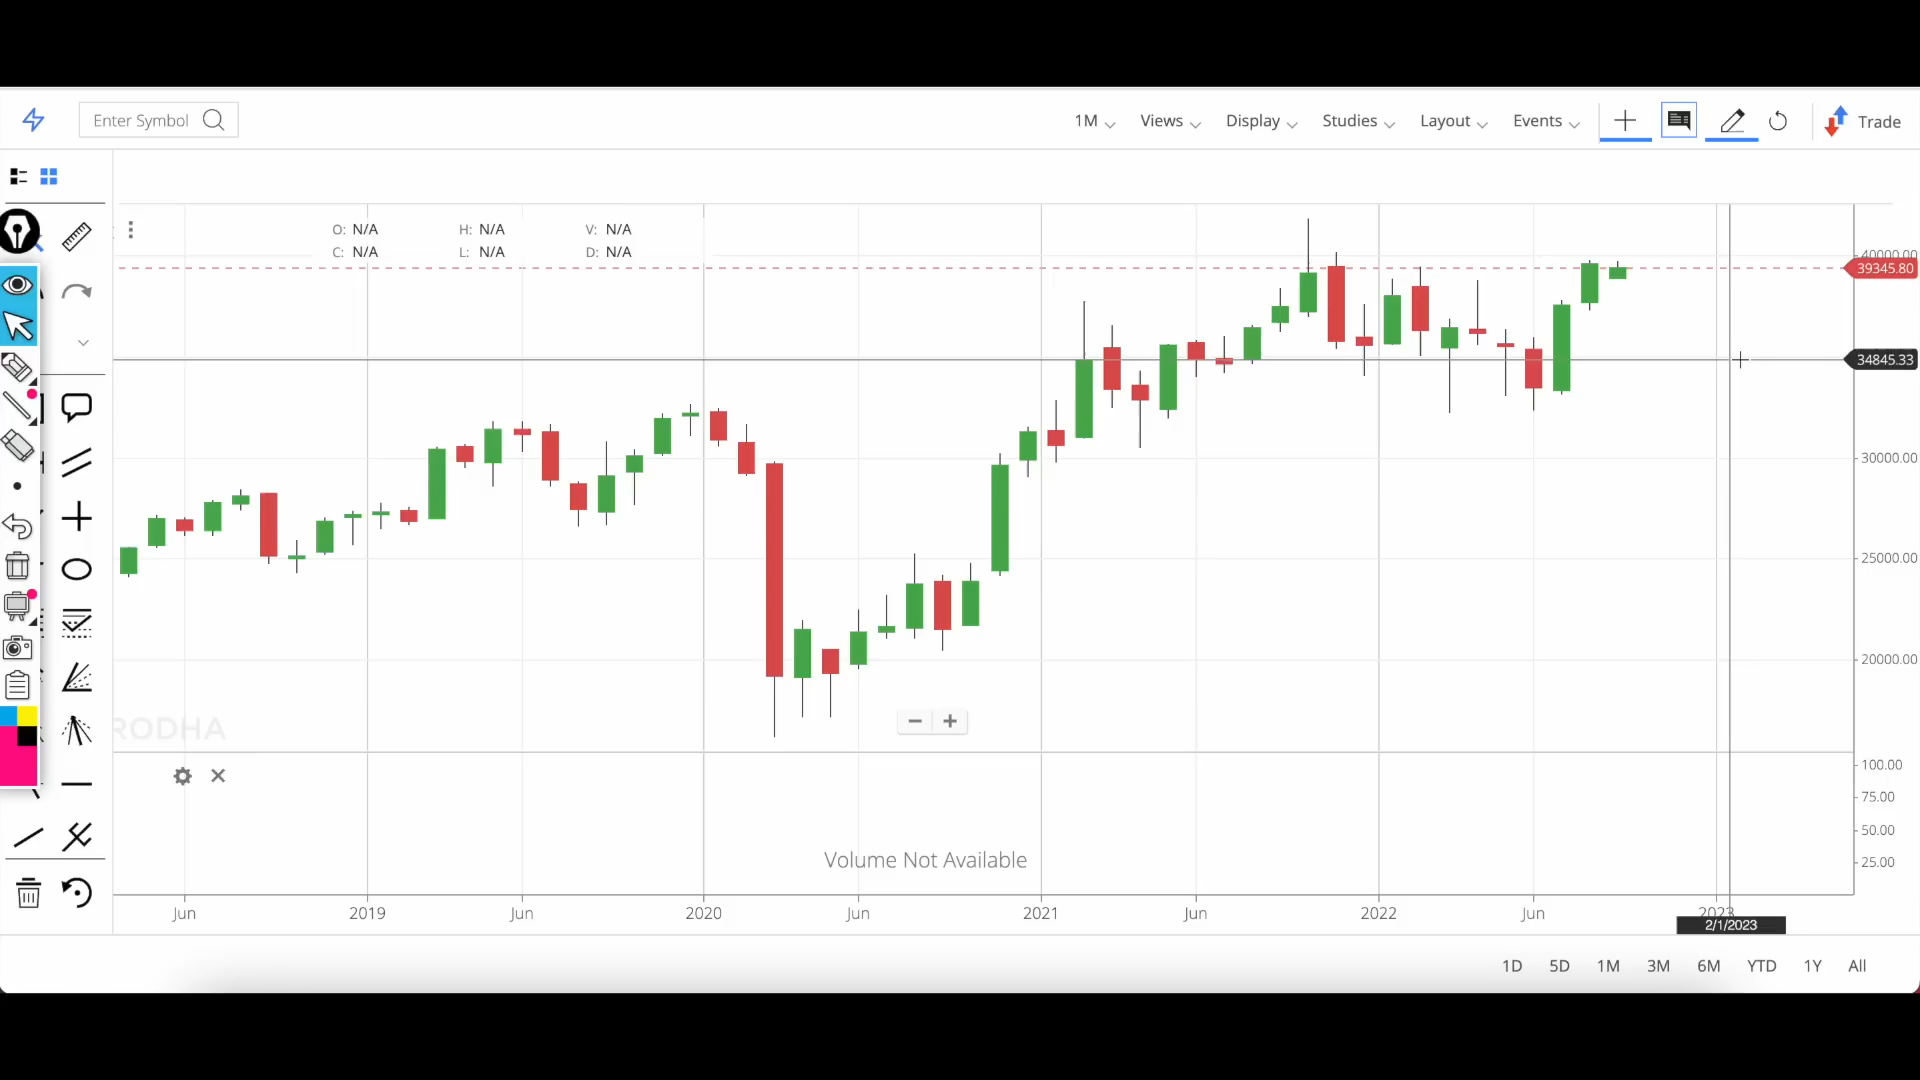 Enter Symbol
1M Views Display Studies Layout Events Trade
O: N/A H: N/A V: N/A
C: N/A L: N/A D: N/A
40000.00
39345.80
34845.33
30000.00
25000.00
20000.00
RODHA
100.00
75.00
50.00
25.00
Volume Not Available
Jun 2019 Jun 2020 Jun 2021 Jun 2022 Jun 2023
2/1/2023
1D 5D 1M 3M 6M YTD 1Y All